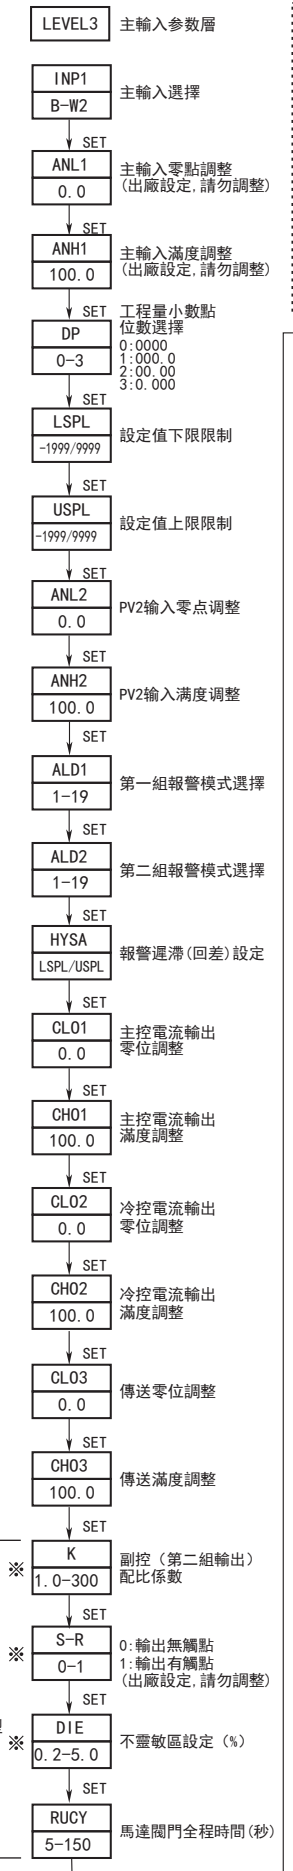 LEVEL3 主輸入参數層
INP1
B-W2
主輸入選擇
SET
ANL1
0.0
主輸入零點調整
(出廠設定,請勿調整)
SET
ANH1
100.0
主輸入滿度調整
(出廠設定,請勿調整)
SET
DP
0-3
工程量小數點
位數選擇
0:0000
1:000.0
2:00.00
3:0.000
SET
LSPL
-1999/9999
設定值下限限制
SET
USPL
-1999/9999
設定值上限限制
SET
ANL2
0.0
PV2输入零点调整
SET
ANH2
100.0
PV2输入满度调整
SET
ALD1
1-19
第一組報警模式選擇
SET
ALD2
1-19
第二組報警模式選擇
SET
HYSA
LSPL/USPL
報警遲滯(回差)設定
SET
CLO1
0.0
主控電流輸出
零位調整
SET
CHO1
100.0
主控電流輸出
滿度調整
SET
CLO2
0.0
冷控電流輸出
零位調整
SET
CHO2
100.0
冷控電流輸出
滿度調整
SET
CLO3
0.0
傳送零位調整
SET
CHO3
100.0
傳送滿度調整
SET
※
K
1.0-300
副控（第二組輸出）
配比係數
SET
※
S-R
0-1
0:輸出無觸點
1:輸出有觸點
(出廠設定,請勿調整)
SET
※
DIE
0.2-5.0
不靈敏區設定（%）
SET
RUCY
5-150
馬達閥門全程時間(秒)